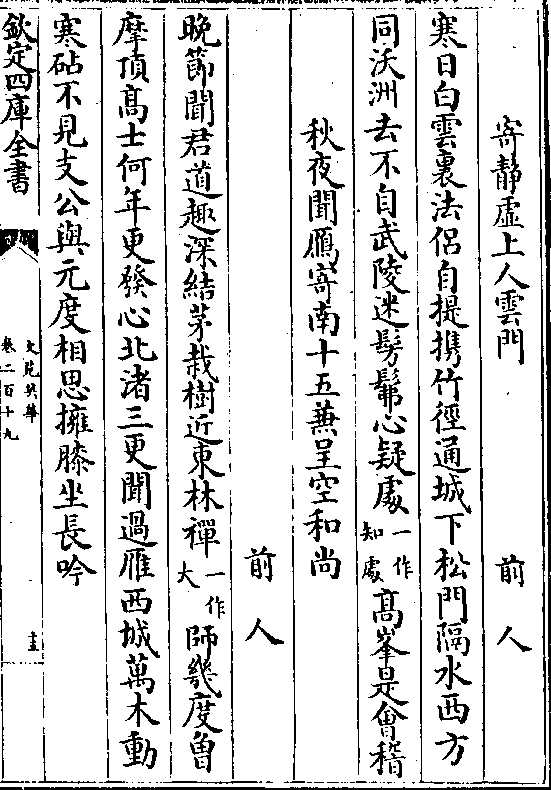 寄靜虛上人雲門　前人
寒日白雲裏法侶自提攜竹徑通城下松門隔水西方
同沃洲去不自武陵迷髣髴心疑處一作知處高峯是會稽
秋夜聞鴈寄南十五兼呈空和尚
前人
晚節聞君道趣深結茅栽樹近東林禪一作大師幾度曽
摩頂高士何年更發心北渚三更聞過雁西城萬木動
寒砧不見支公與元度相思擁膝坐長吟
欽定四庫全書
文苑英華
卷二百十九